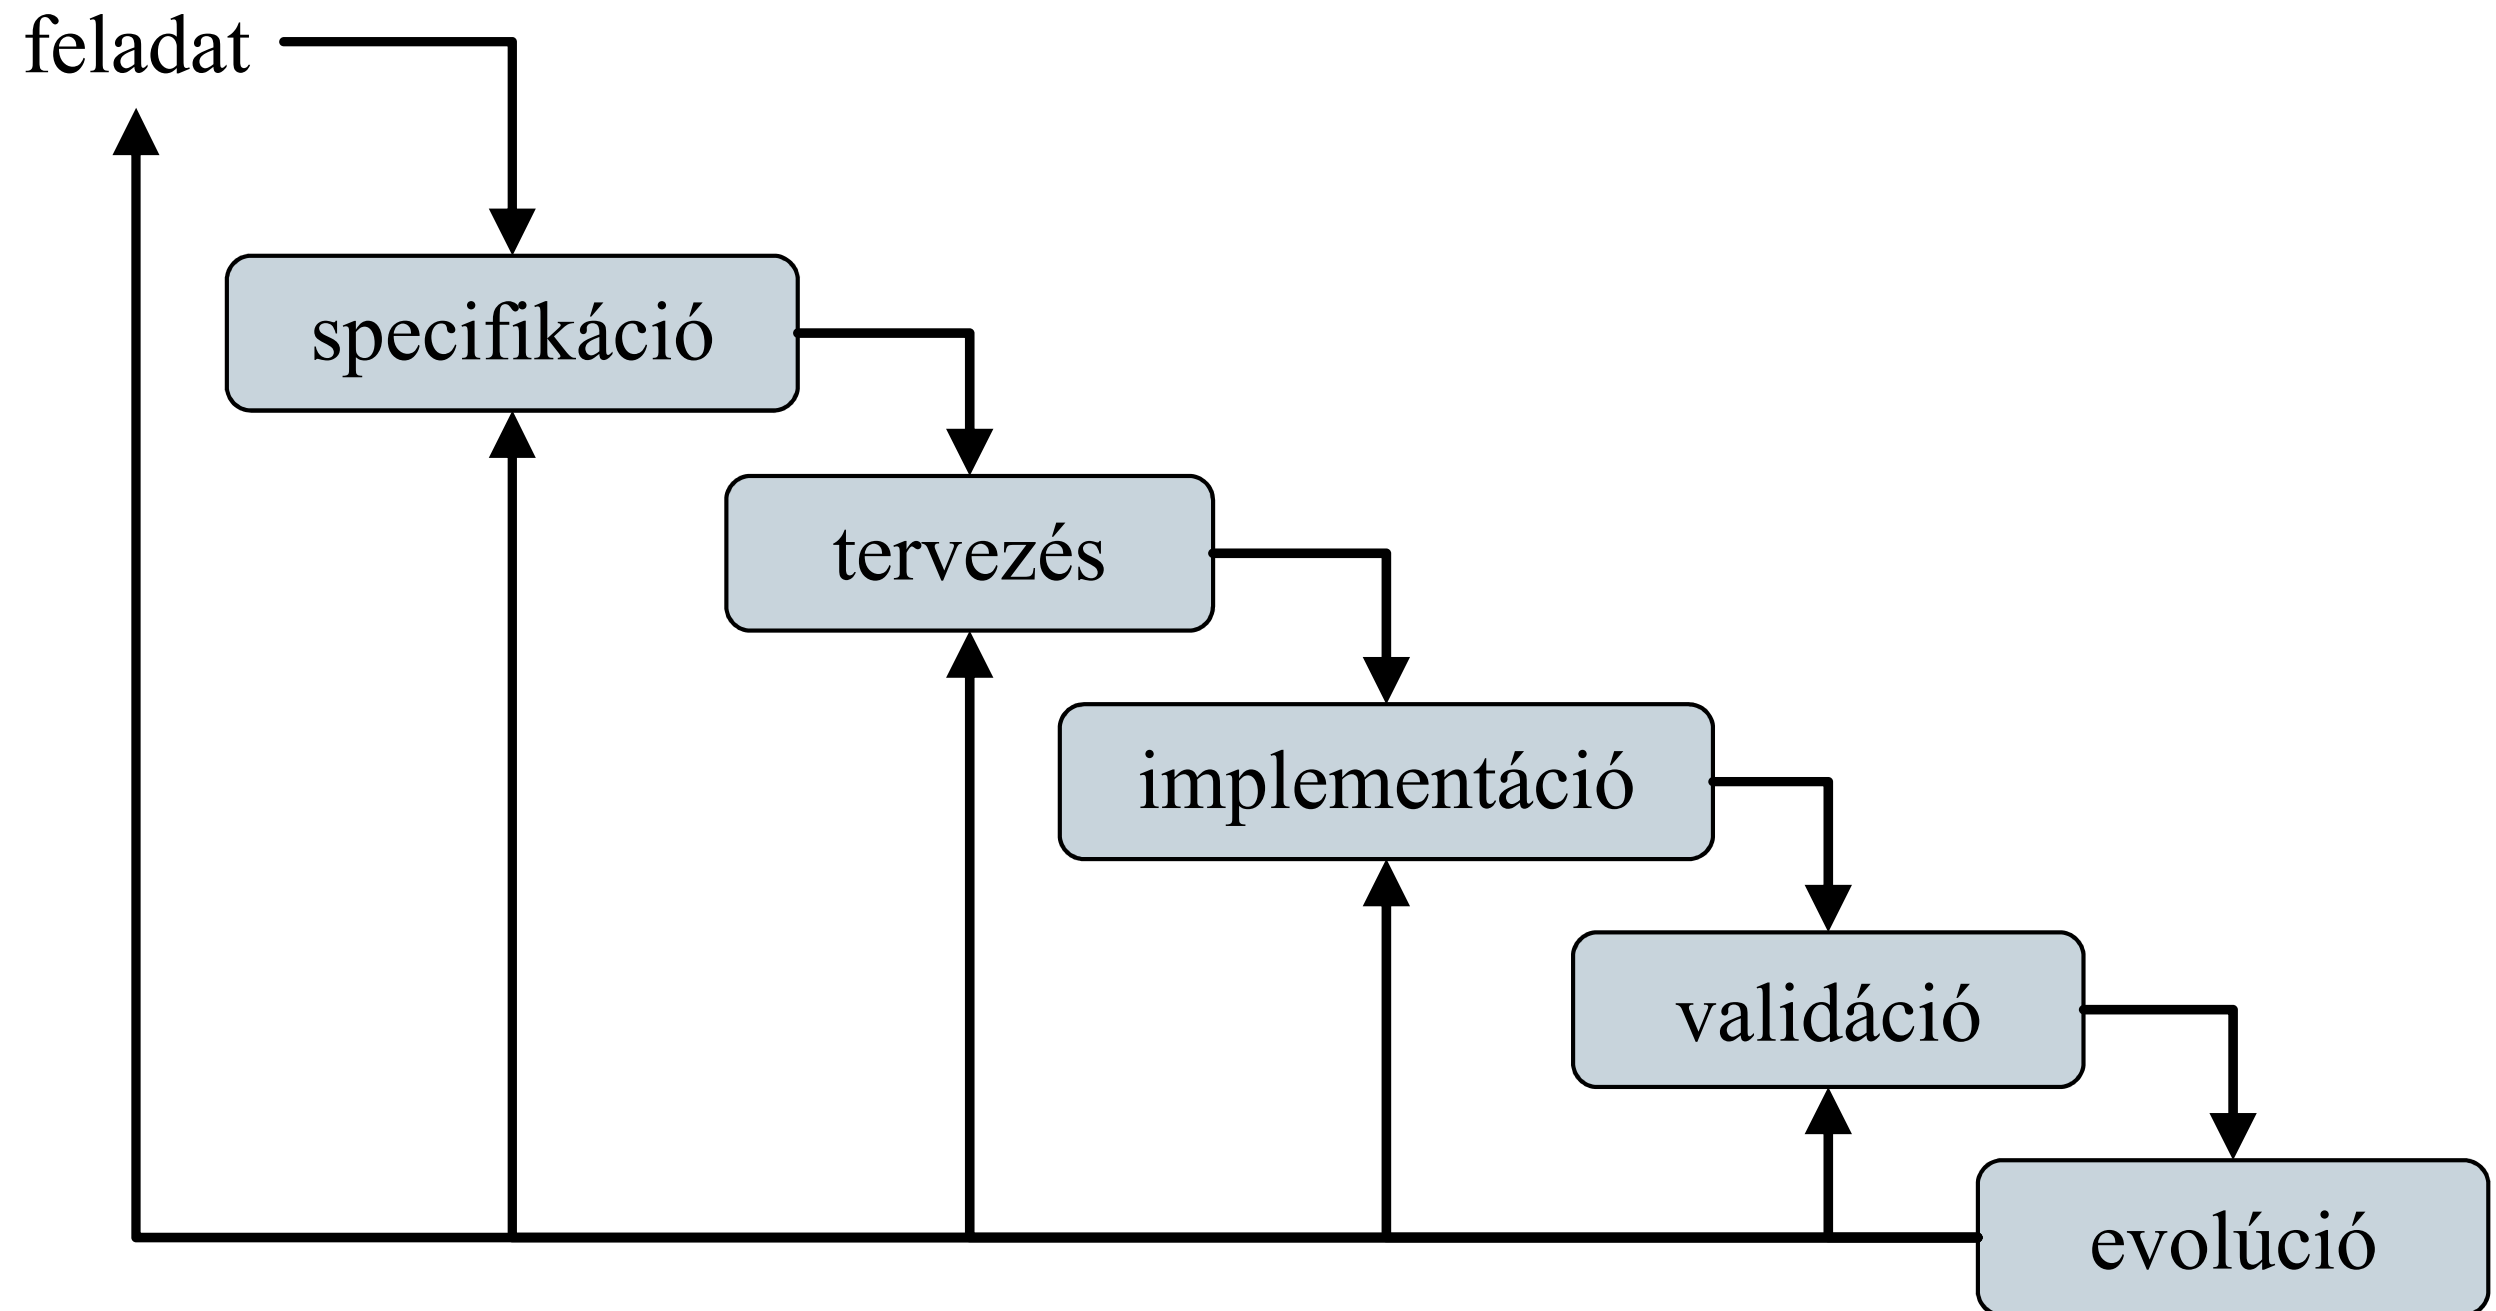 feladat
specifikáció
tervezés
implementáció
validáció
evolúció